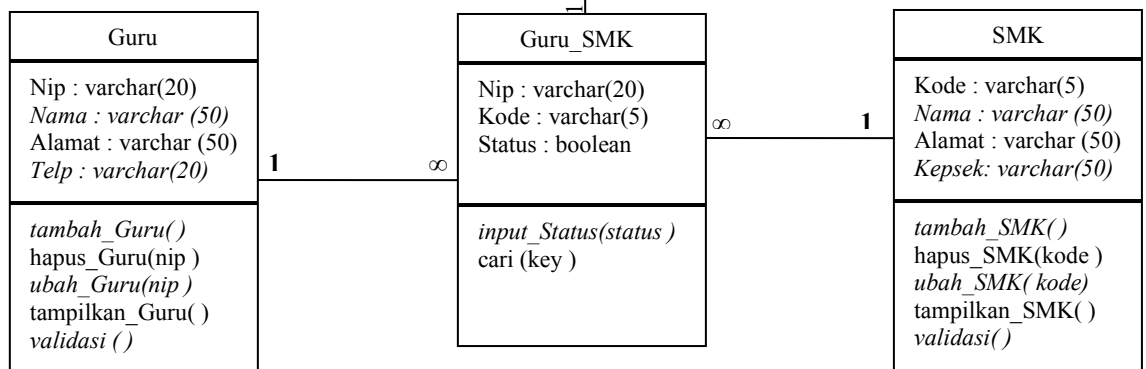 1
Guru
Nip : varchar(20)
Nama : varchar (50)
Alamat : varchar (50)
Telp : varchar(20)
tambah_Guru( )
hapus_Guru(nip )
ubah_Guru(nip )
tampilkan_Guru( )
validasi ( )
1
∞
Guru_SMK
Nip : varchar(20)
Kode : varchar(5)
Status : boolean
input_Status(status )
cari (key )
∞
1
SMK
Kode : varchar(5)
Nama : varchar (50)
Alamat : varchar (50)
Kepsek: varchar(50)
tambah_SMK( )
hapus_SMK(kode )
ubah_SMK( kode)
tampilkan_SMK( )
validasi( )